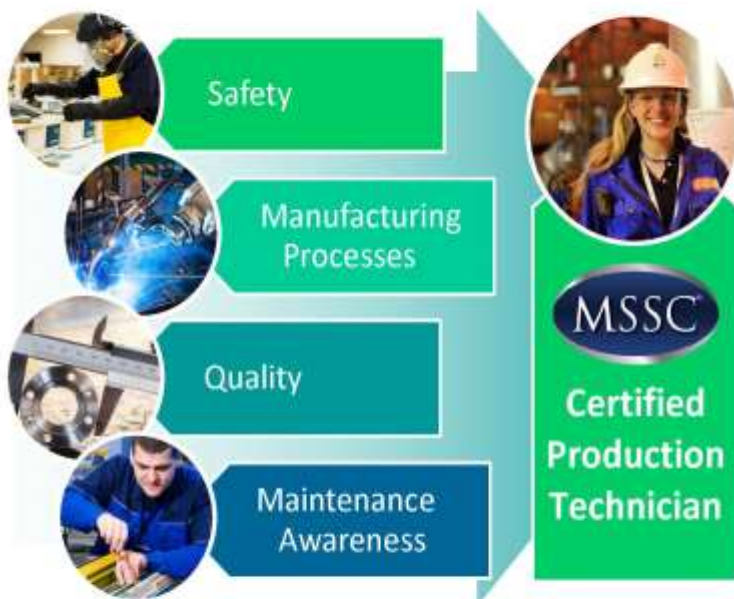 Safety
Manufacturing
Processes
Quality
Maintenance
Awareness
MSSC®
Certified
Production
Technician